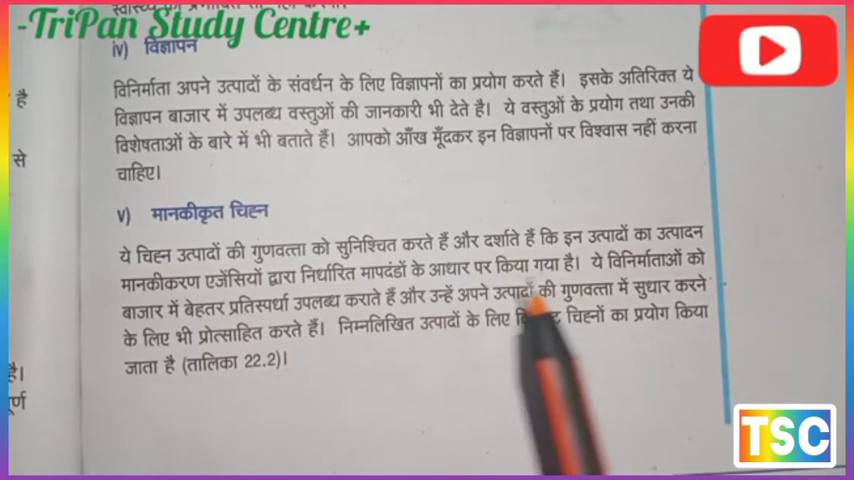 -TriPan Study Centre+
iv) विज्ञापन
विनिर्माता अपने उत्पादों के संवर्धन के लिए विज्ञापनों का प्रयोग करते हैं। इसके अतिरिक्त ये
विज्ञापन बाजार में उपलब्ध वस्तुओं की जानकारी भी देते है। ये वस्तुओं के प्रयोग तथा उनकी
विशेषताओं के बारे में भी बताते हैं। आपको आँख मूँदकर इन विज्ञापनों पर विश्वास नहीं करना
चाहिए।
v) मानकीकृत चिह्न
ये चिह्न उत्पादों की गुणवत्ता को सुनिश्चित करते हैं और दर्शाते हैं कि इन उत्पादों का उत्पादन
मानकीकरण एजेंसियों द्वारा निर्धारित मापदंडों के आधार पर किया गया है। ये विनिर्माताओं को
बाजार में बेहतर प्रतिस्पर्धा उपलब्ध कराते हैं और उन्हें अपने उत्पादों की गुणवत्ता में सुधार करने
के लिए भी प्रोत्साहित करते हैं। निम्नलिखित उत्पादों के लिए चिह्नों का प्रयोग किया
जाता है (तालिका 22.2)।
है
से
है।
TSC